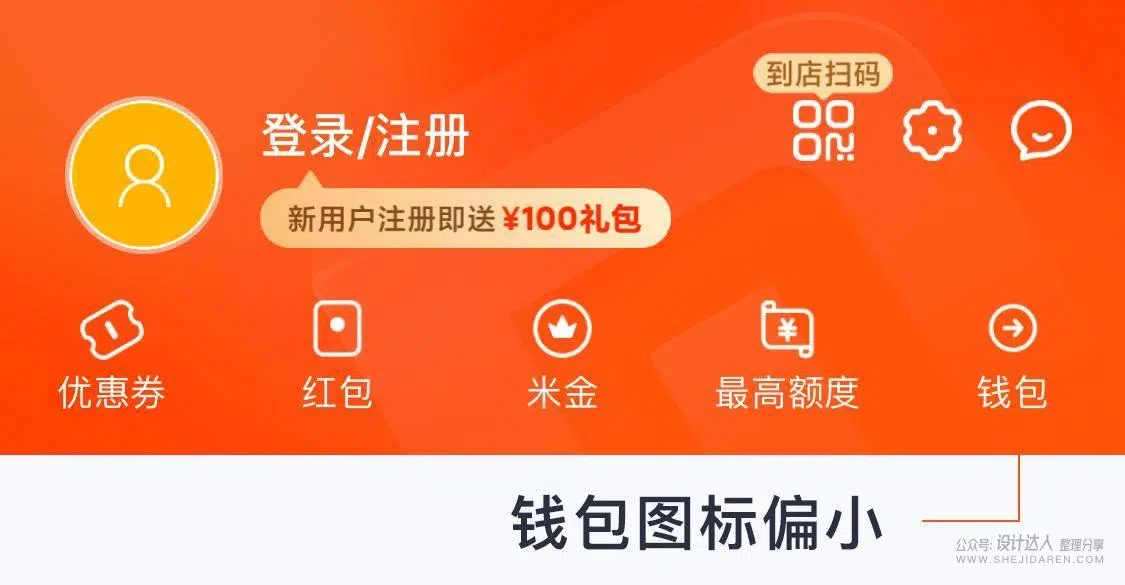 到店扫码
登录/注册
新用户注册即送 ¥100礼包
优惠券 红包 米金 最高额度 钱包
钱包图标偏小
公众号: 设计达人 整理分享
WWW.SHEJIDAREN.COM